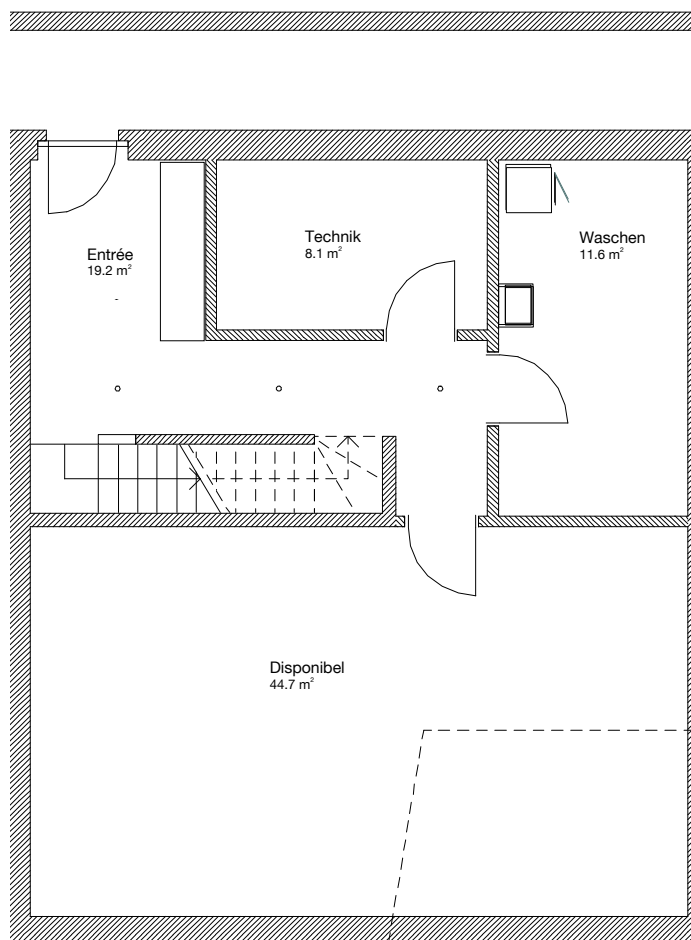 Entrée
19.2 m²
Technik
8.1 m²
Waschen
11.6 m²
Disponibel
44.7 m²